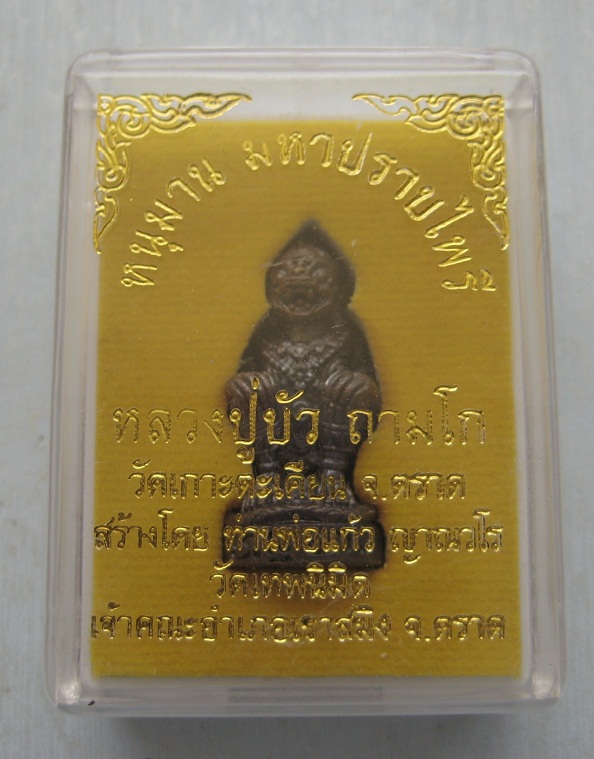 หนุมาน มหาปราบไพรี
หลวงปู่บัว ถามโก
วัดเกาะตะเคียน จ.ตราด
สร้างโดย ท่านพ่อแก้ว ญาณวโร
วัดเทพนิมิต
เจ้าคณะอำเภอเขาสมิง จ.ตราด